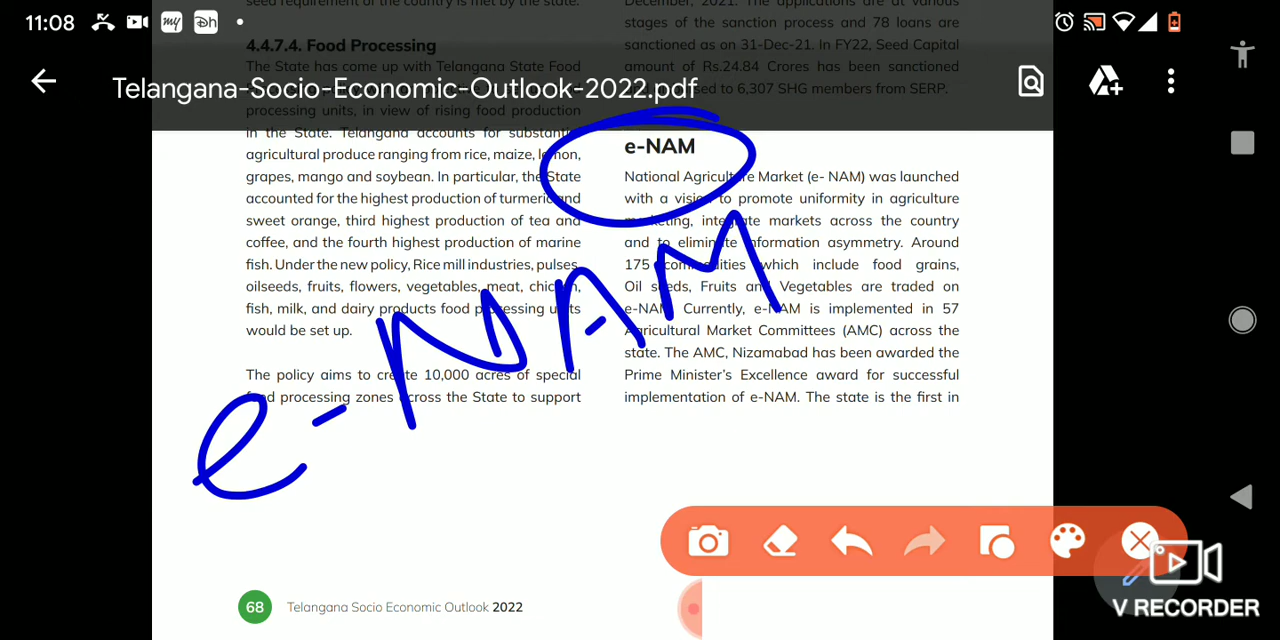 11:08
my
Dh
seed requirement of the country is met by the state.
4.4.7.4. Food Processing
The State has come up with Telangana State Food
processing units, in view of rising food production
in the State. Telangana accounts for substantial
agricultural produce ranging from rice, maize, lemon,
grapes, mango and soybean. In particular, the State
accounted for the highest production of turmeric and
sweet orange, third highest production of tea and
coffee, and the fourth highest production of marine
fish. Under the new policy, Rice mill industries, pulses,
oilseeds, fruits, flowers, vegetables, meat, chicken,
fish, milk, and dairy products food processing units
would be set up.
The policy aims to create 10,000 acres of special
food processing zones across the State to support
December, 2021. The applications are at various
stages of the sanction process and 78 loans are
sanctioned as on 31-Dec-21. In FY22, Seed Capital
amount of Rs.24.84 Crores has been sanctioned
to 6,307 SHG members from SERP.
Telangana-Socio-Economic-Outlook-2022.pdf
e-NAM
National Agriculture Market (e- NAM) was launched
with a vision to promote uniformity in agriculture
marketing, integrate markets across the country
and to eliminate information asymmetry. Around
175 commodities which include food grains,
Oil seeds, Fruits and Vegetables are traded on
e-NAM Currently, e-NAM is implemented in 57
Agricultural Market Committees (AMC) across the
state. The AMC, Nizamabad has been awarded the
Prime Minister's Excellence award for successful
implementation of e-NAM. The state is the first in
e-NAM
68 Telangana Socio Economic Outlook 2022
V RECORDER